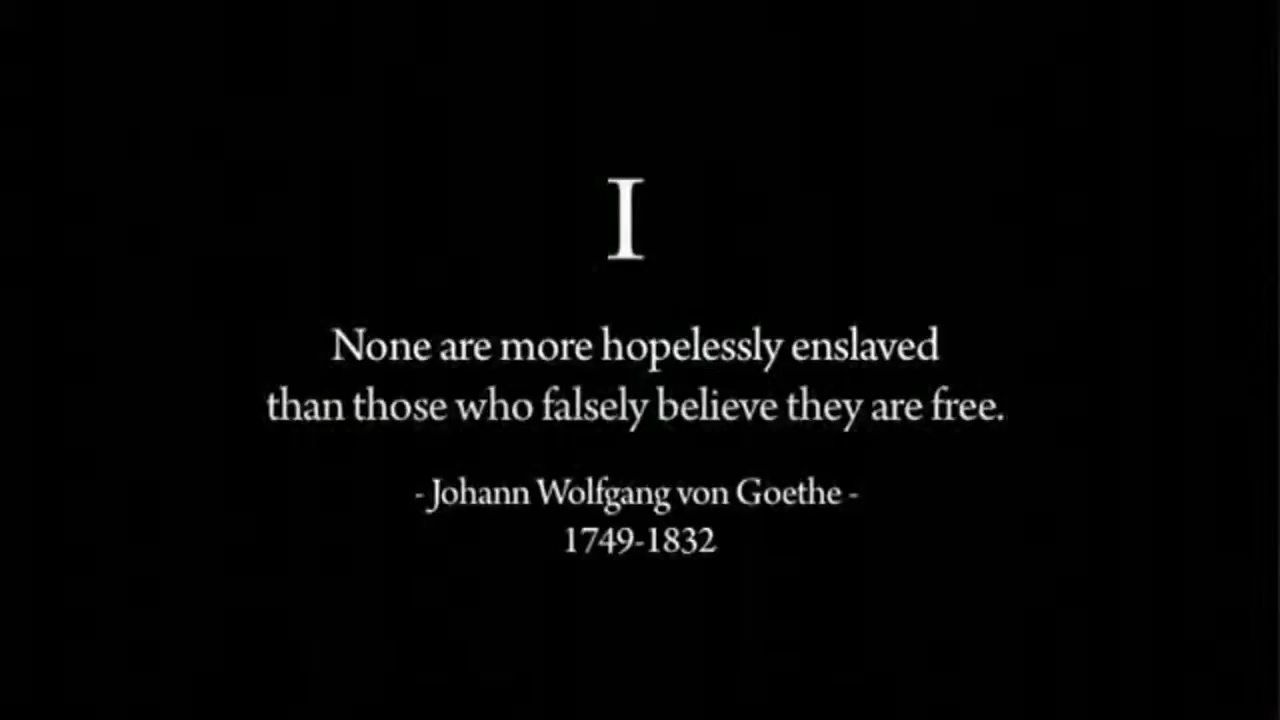 I
None are more hopelessly enslaved
than those who falsely believe they are free.
- Johann Wolfgang von Goethe -
1749-1832